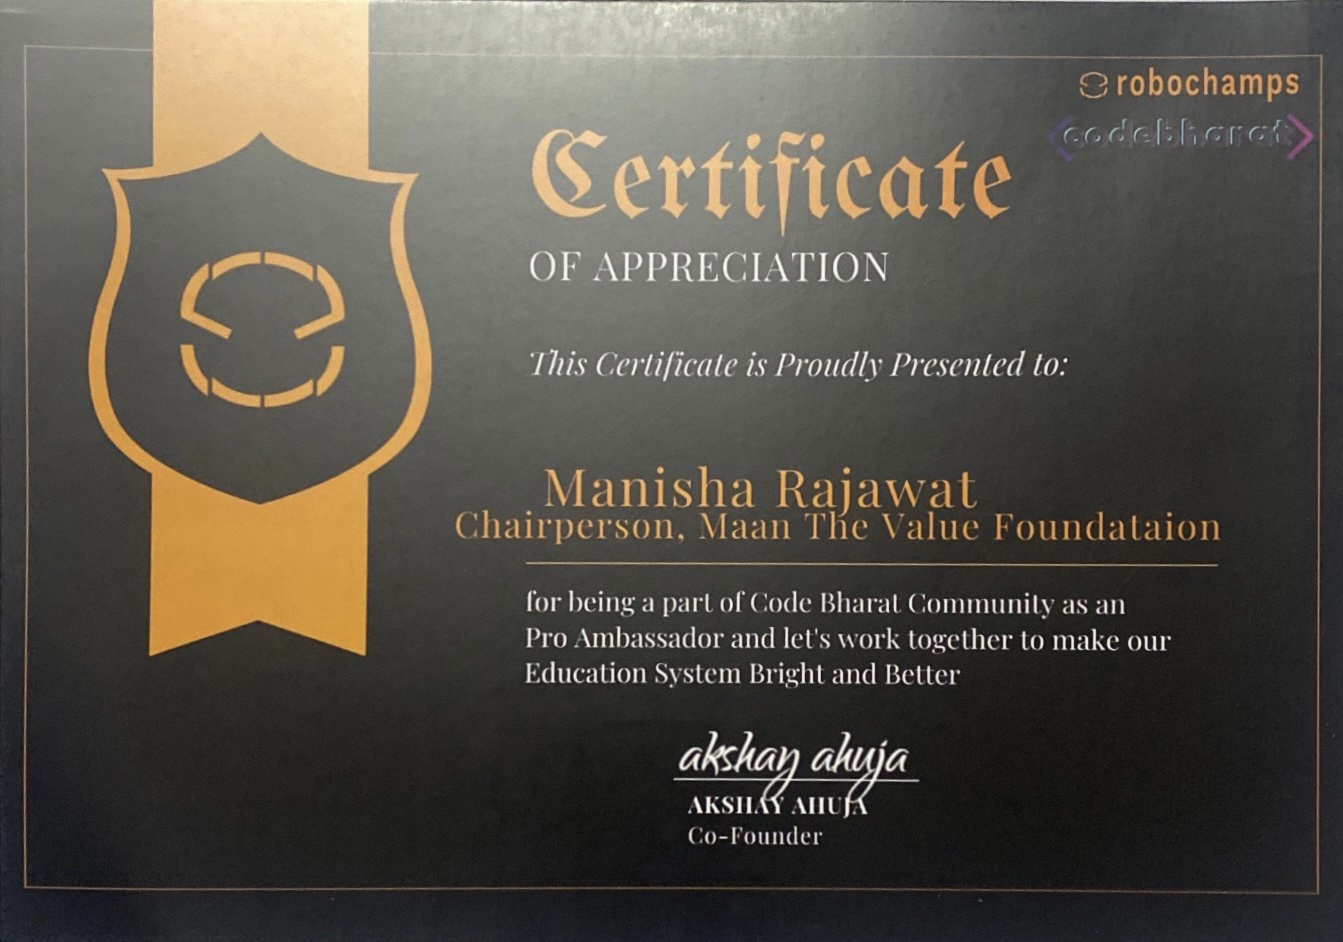 robochamps
<codebharat>
Certificate
OF APPRECIATION
This Certificate is Proudly Presented to:
Manisha Rajawat
Chairperson, Maan The Value Foundataion
for being a part of Code Bharat Community as an
Pro Ambassador and let's work together to make our
Education System Bright and Better
akshay ahuja
AKSHAY AHUJA
Co-Founder